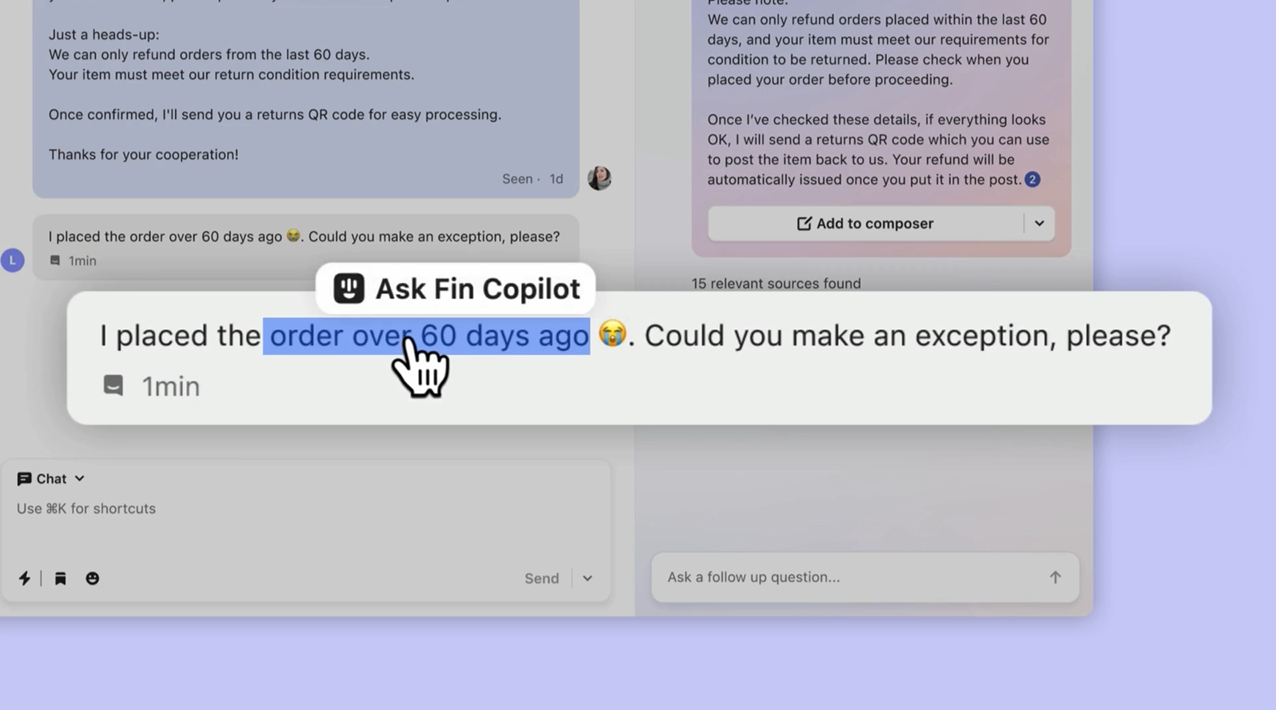 Just a heads-up:
We can only refund orders from the last 60 days.
Your item must meet our return condition requirements.
Once confirmed, I'll send you a returns QR code for easy processing.
Thanks for your cooperation!
Seen · 1d
I placed the order over 60 days ago 😭. Could you make an exception, please?
L
1min
Ask Fin Copilot
I placed the order over 60 days ago 😭. Could you make an exception, please?
1min
Chat
Use ⌘K for shortcuts
Send
Please note:
We can only refund orders placed within the last 60
days, and your item must meet our requirements for
condition to be returned. Please check when you
placed your order before proceeding.
Once I’ve checked these details, if everything looks
OK, I will send a returns QR code which you can use
to post the item back to us. Your refund will be
automatically issued once you put it in the post. 2
Add to composer
15 relevant sources found
Ask a follow up question...